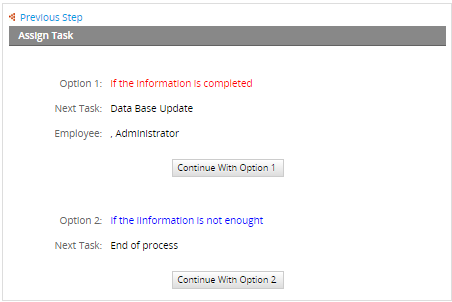 Previous Step
Assign Task
Option 1: If the information is completed
Next Task: Data Base Update
Employee: , Administrator
Continue With Option 1
Option 2: If the IInformation is not enought
Next Task: End of process
Continue With Option 2